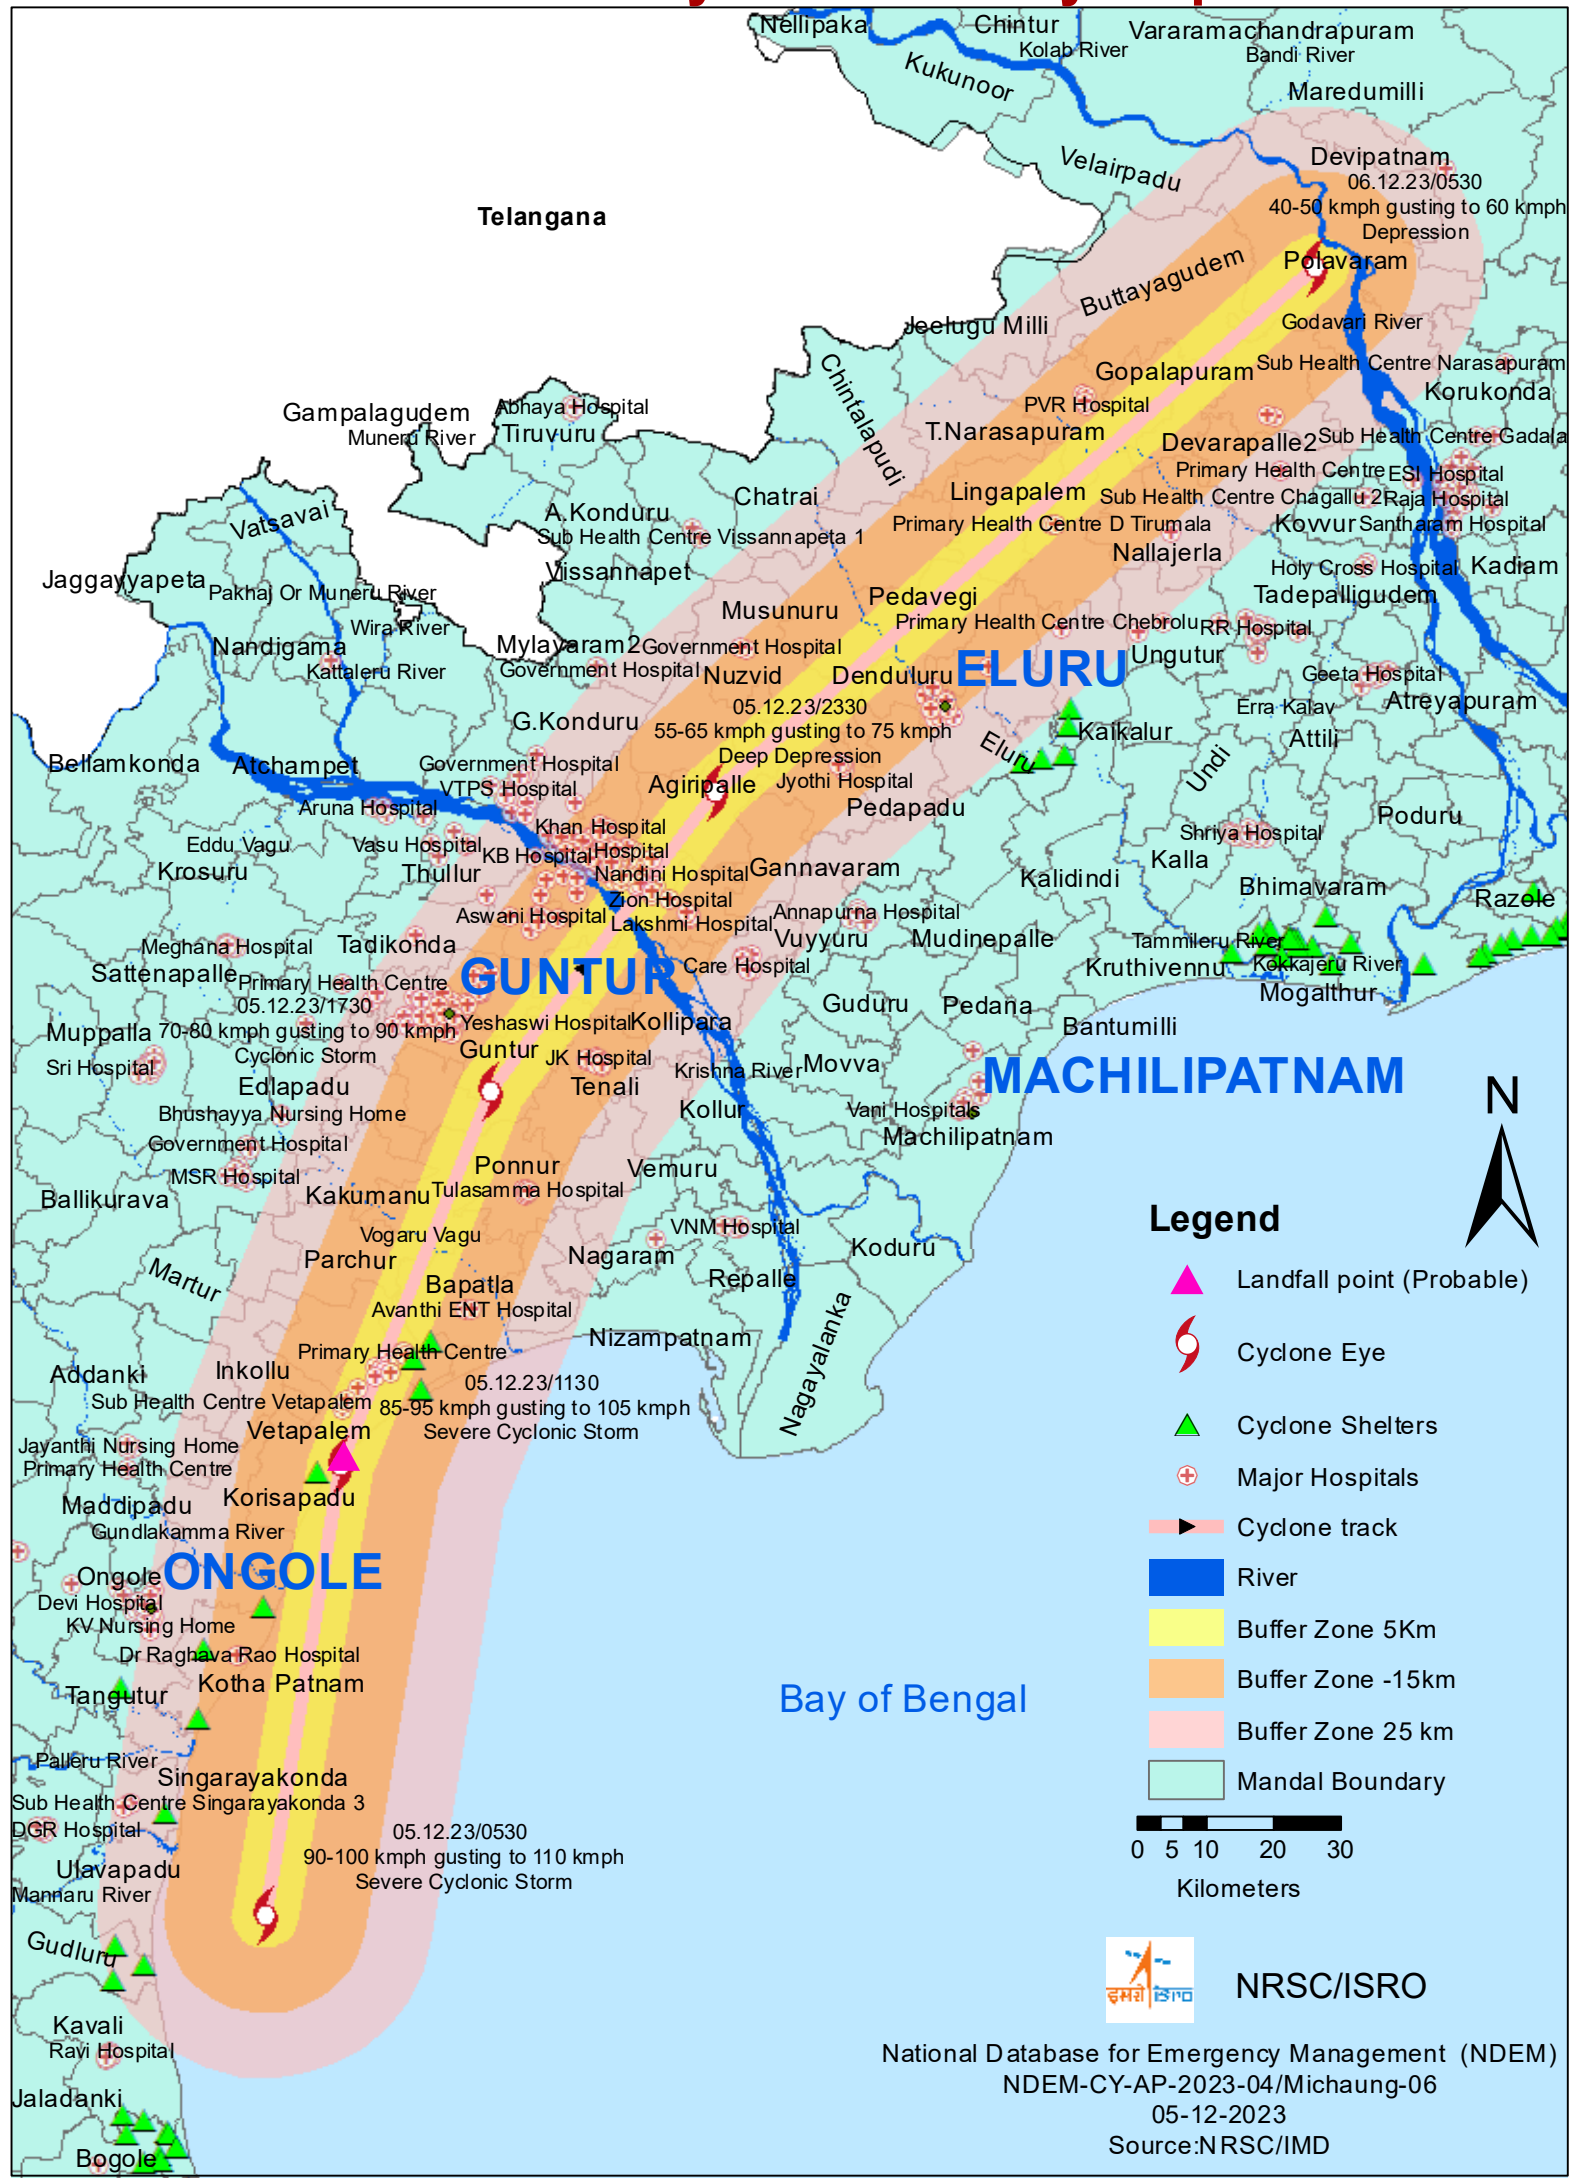 Nellipaka
Chintur
Kolab River
Vararamachandrapuram
Bandi River
Kukunoor
Maredumilli
Velairpadu
Devipatnam
06.12.23/0530
40-50 kmph gusting to 60 kmph
Depression
Telangana
Polavaram
Buttayagudem
Godavari River
Jeelugu Milli
Chintalapudi
Gopalapuram
Sub Health Centre Narasapuram
Korukonda
PVR Hospital
Gampalagudem
Muneru River
Abhaya Hospital
Tiruvuru
T.Narasapuram
Devarapalle2
Sub Health Centre Gadala
Primary Health Centre
ESI Hospital
Chatrai
Lingapalem
Sub Health Centre Chagallu 2
Raja Hospital
Vatsavai
A.Konduru
Sub Health Centre Vissannapeta 1
Primary Health Centre D Tirumala
Kovvur
Santharam Hospital
Nallajerla
Vissannapet
Holy Cross Hospital
Kadiam
Jaggayyapeta
Pakhal Or Muneru River
Tadepalligudem
Pedavegi
Musunuru
Wira River
Primary Health Centre Chebrolu
RR Hospital
Nandigama
Mylavaram2
Government Hospital
Ungutur
Kattaleru River
Government Hospital
Nuzvid
Denduluru
ELURU
Geeta Hospital
Atreyapuram
05.12.23/2330
55-65 kmph gusting to 75 kmph
Deep Depression
Erra Kalav
G.Konduru
Kaikalur
Eluru
Attili
Undi
Bellamkonda
Atchampet
Government Hospital
VTPS Hospital
Agiripalle
Jyothi Hospital
Pedapadu
Aruna Hospital
Poduru
Khan Hospital
Shriya Hospital
Eddu Vagu
Vasu Hospital
KB Hospital
Hospital
Kalla
Krosuru
Thullur
Nandini Hospital
Gannavaram
Kalidindi
Bhimavaram
Zion Hospital
Razole
Aswani Hospital
Lakshmi Hospital
Annapurna Hospital
Meghana Hospital
Tadikonda
Vuyyuru
Mudinepalle
Tammileru River
Sattenapalle
Primary Health Centre
GUNTUR
Care Hospital
Kruthivennu
Kokkajeru River
05.12.23/1730
70-80 kmph gusting to 90 kmph
Cyclonic Storm
Guduru
Pedana
Mogalthur
Muppalla
Yeshaswi Hospital
Kollipara
Bantumilli
Guntur
JK Hospital
Sri Hospital
Krishna River
Movva
MACHILIPATNAM
Edlapadu
Tenali
Bhushayya Nursing Home
Kollur
Vani Hospitals
Machilipatnam
Government Hospital
MSR Hospital
Ponnur
Vemuru
Ballikurava
Kakumanu
Tulasamma Hospital
Vogaru Vagu
VNM Hospital
Parchur
Nagaram
Koduru
Martur
Bapatla
Repalle
Avanthi ENT Hospital
Nizampatnam
Nagayalanka
Primary Health Centre
Addanki
Inkollu
05.12.23/1130
85-95 kmph gusting to 105 kmph
Severe Cyclonic Storm
Sub Health Centre Vetapalem
Vetapalem
Jayanthi Nursing Home
Primary Health Centre
Korisapadu
Maddipadu
Gundlakamma River
ONGOLE
Ongole
Devi Hospital
KV Nursing Home
Dr Raghava Rao Hospital
Kotha Patnam
Tangutur
Palleru River
Singarayakonda
Sub Health Centre Singarayakonda 3
DGR Hospital
05.12.23/0530
90-100 kmph gusting to 110 kmph
Severe Cyclonic Storm
Ulavapadu
Mannaru River
Gudluru
Kavali
Ravi Hospital
Jaladanki
Bogole
Bay of Bengal
N
Legend
Landfall point (Probable)
Cyclone Eye
Cyclone Shelters
Major Hospitals
Cyclone track
River
Buffer Zone 5Km
Buffer Zone -15km
Buffer Zone 25 km
Mandal Boundary
0 5 10 20 30
Kilometers
इसरो isro
NRSC/ISRO
National Database for Emergency Management (NDEM)
NDEM-CY-AP-2023-04/Michaung-06
05-12-2023
Source:NRSC/IMD